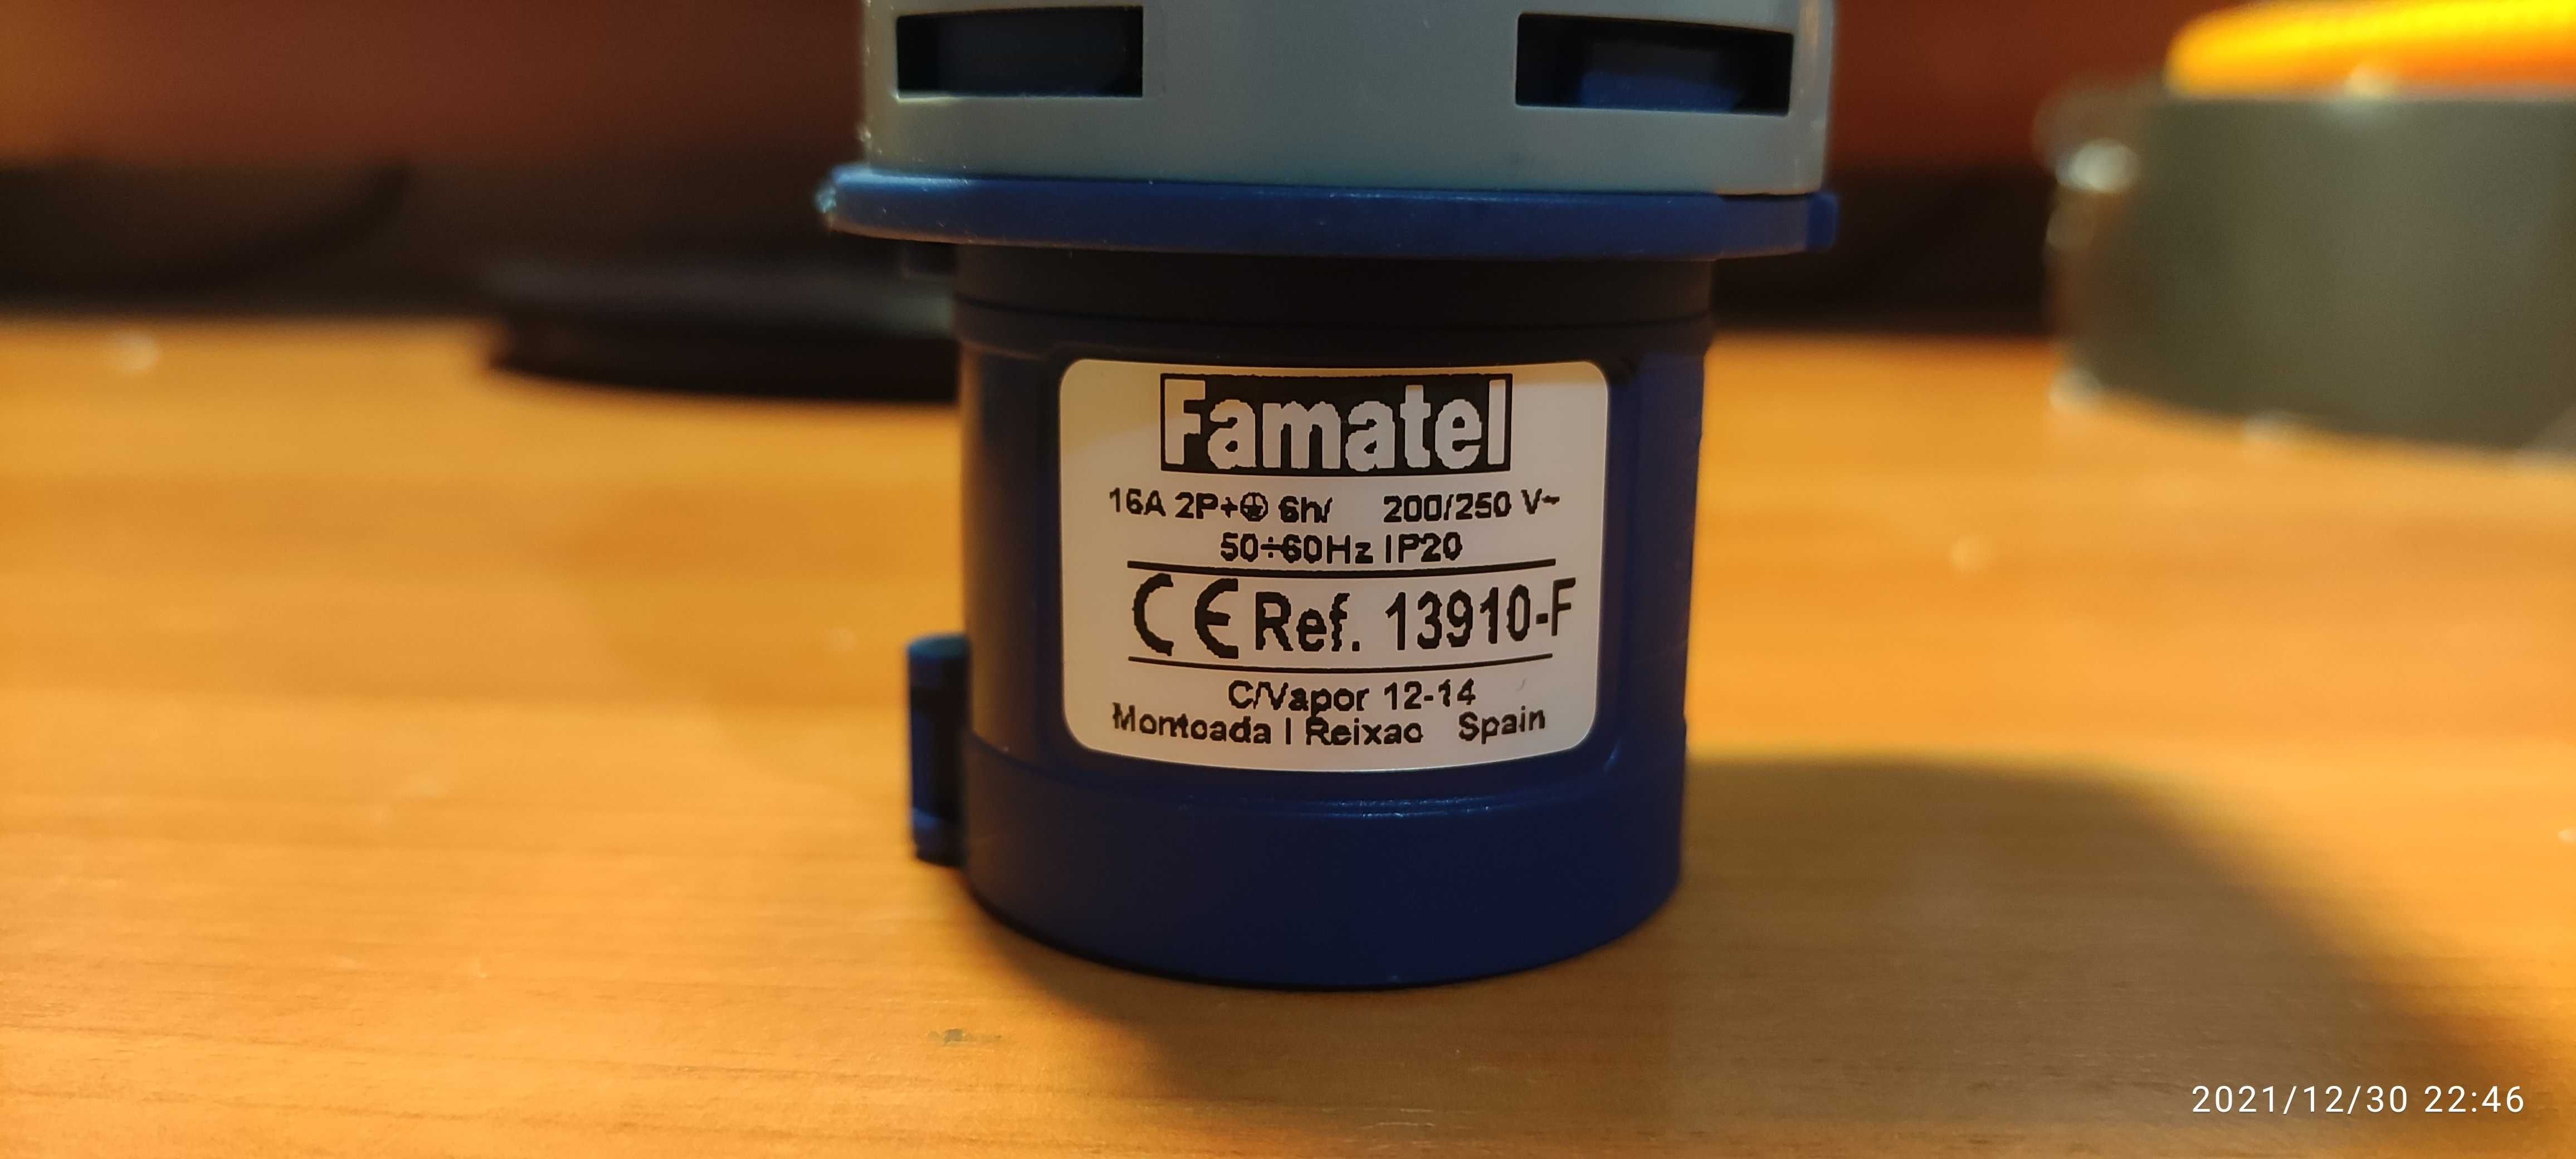 Famatel
16A 2P+⏚ 6h/ 200/250 V~
50÷60Hz IP20
CE Ref. 13910-F
C/Vapor 12-14
Montcada I Reixac Spain
2021/12/30 22:46